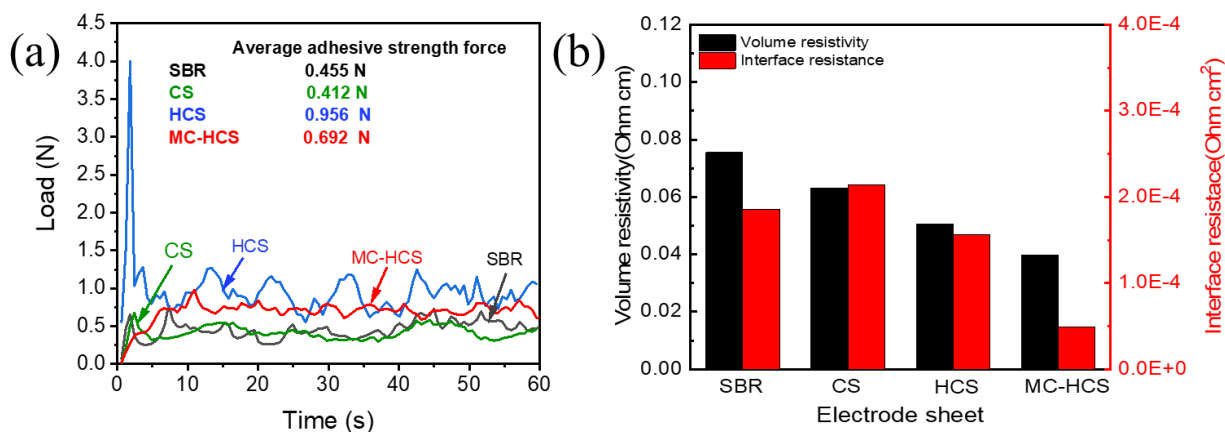 (a)
4.5
4.0
3.5
3.0
2.5
2.0
1.5
1.0
0.5
0.0
Load (N)
Average adhesive strength force
SBR 0.455 N
CS 0.412 N
HCS 0.956 N
MC-HCS 0.692 N
CS
HCS
MC-HCS
SBR
0 10 20 30 40 50 60
Time (s)
(b)
0.12
0.10
0.08
0.06
0.04
0.02
0.00
Volume resistivity(Ohm cm)
Volume resistivity
Interface resistance
4.0E-4
3.0E-4
2.0E-4
1.0E-4
0.0E+0
Interface resistace(Ohm cm²)
SBR CS HCS MC-HCS
Electrode sheet